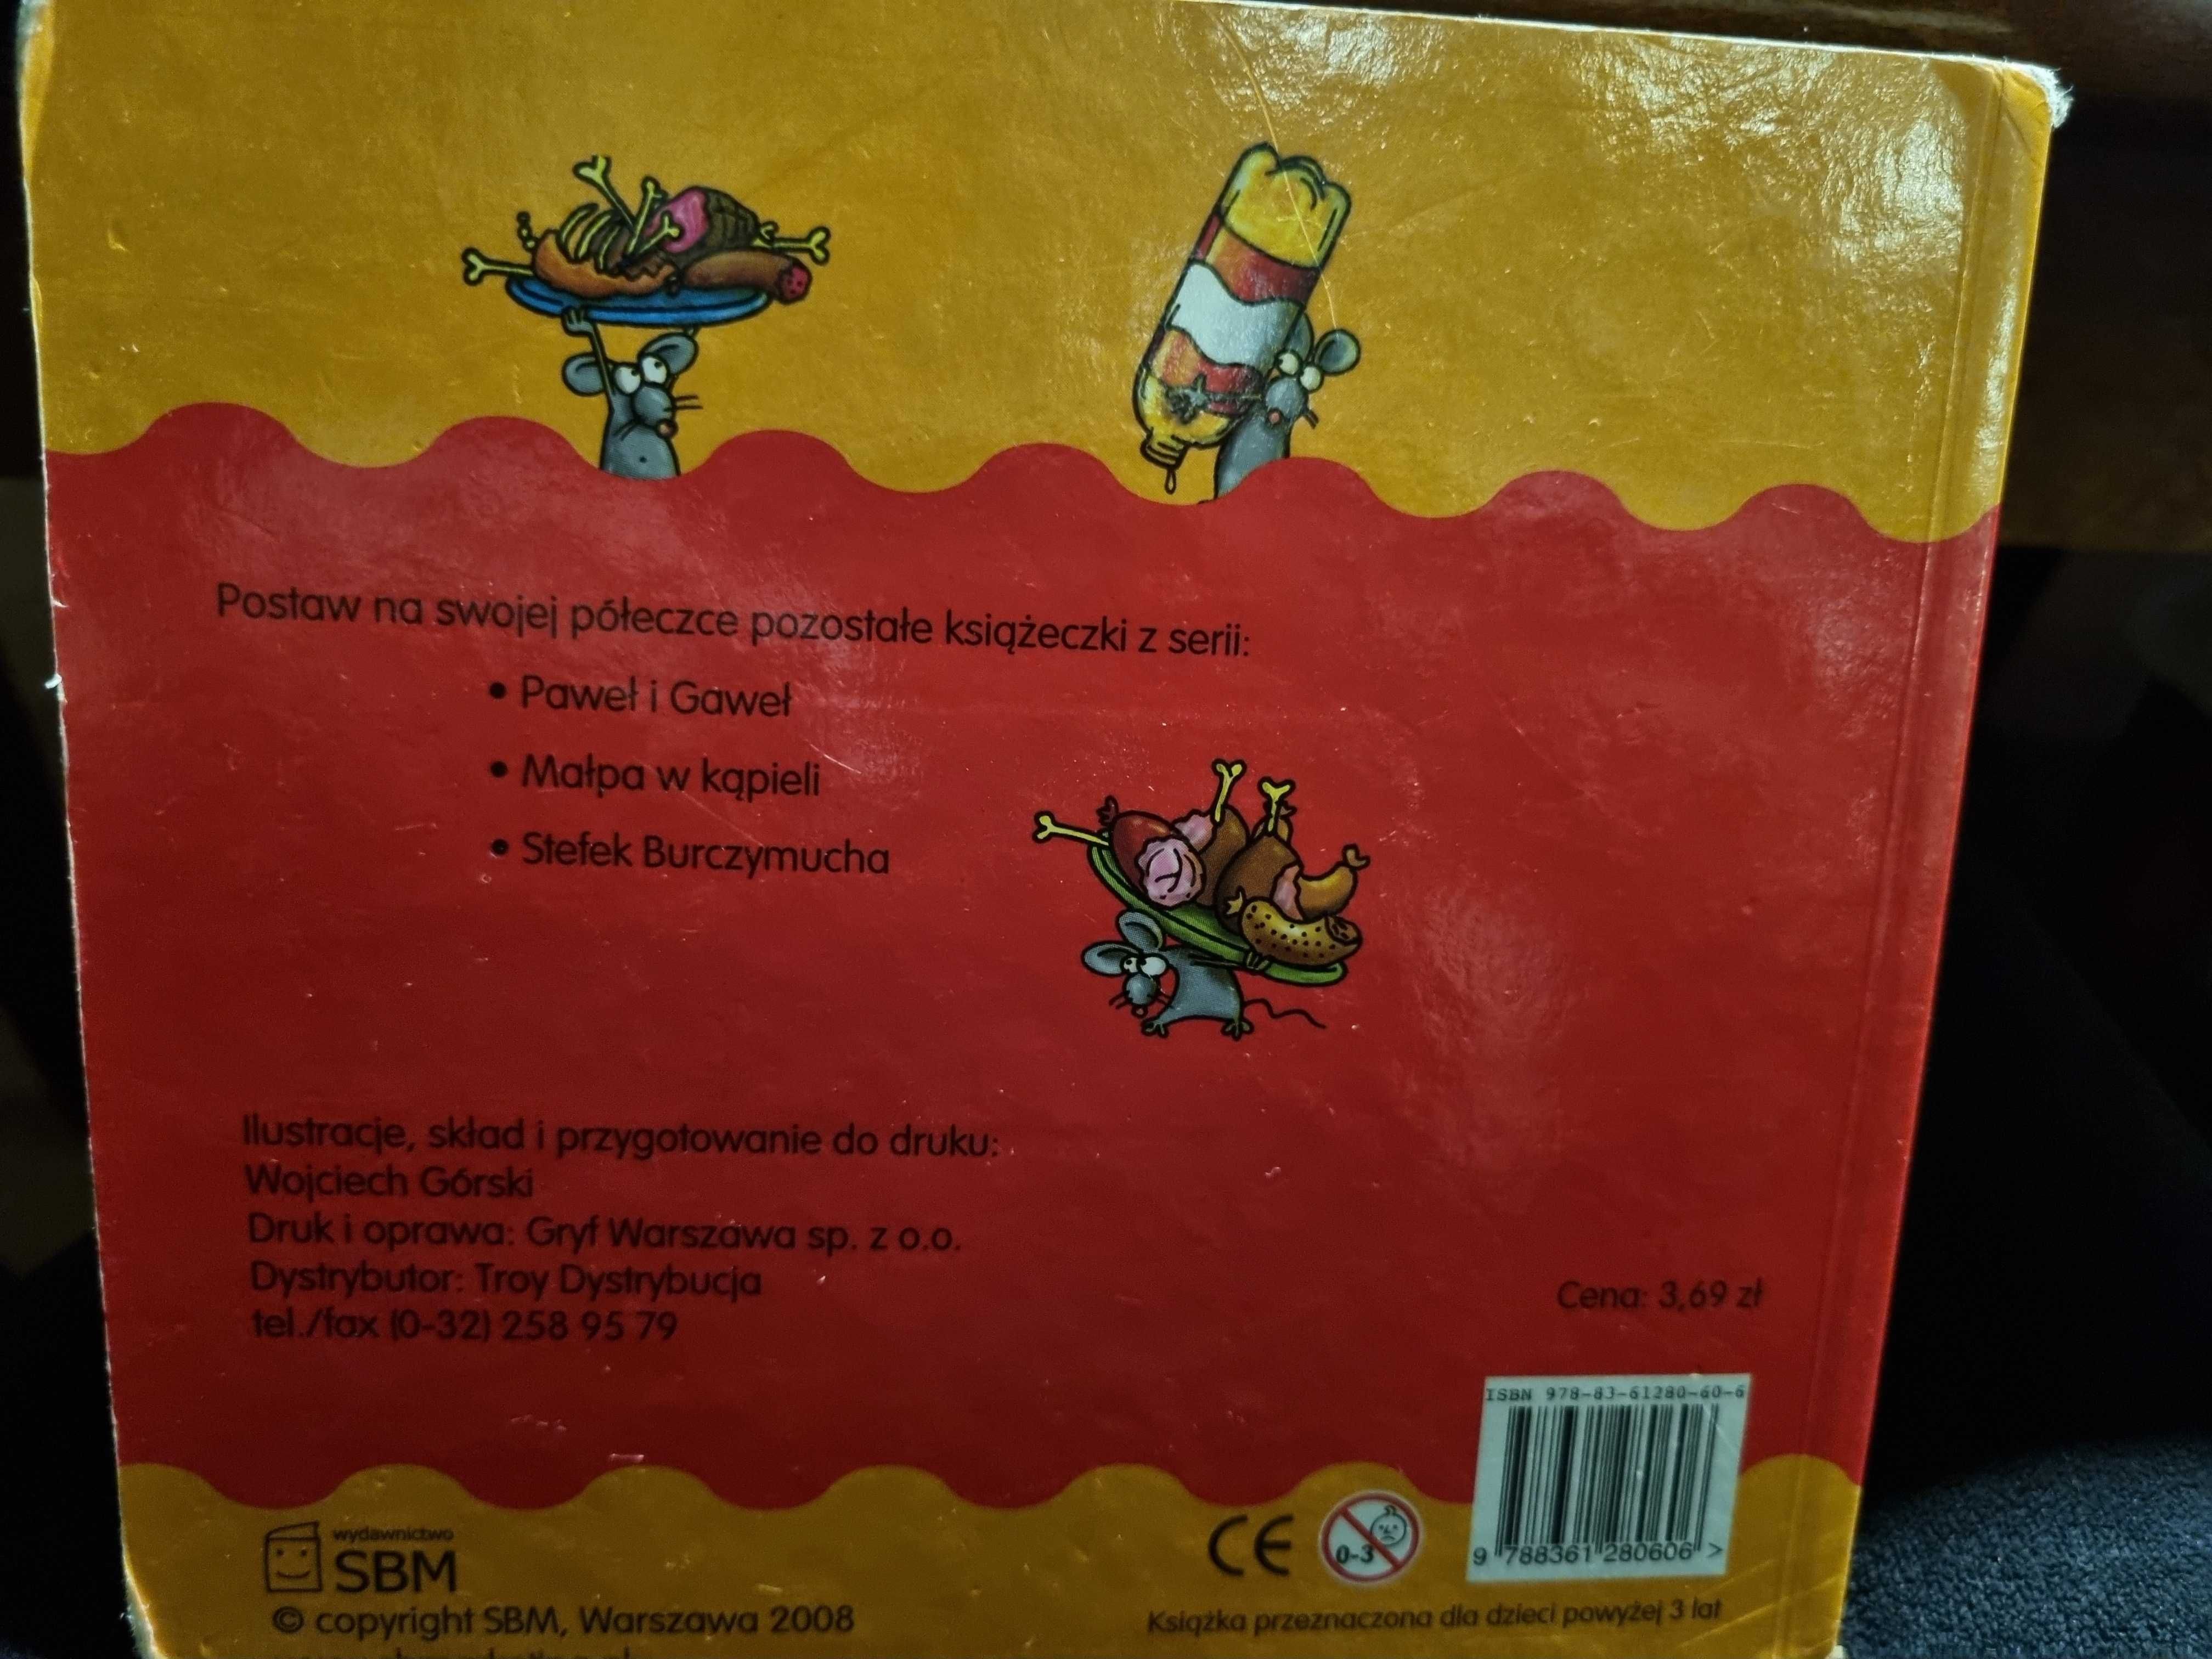 Postaw na swojej półeczce pozostałe książeczki z serii:
• Paweł i Gaweł
• Małpa w kąpieli
• Stefek Burczymucha
Ilustracje, skład i przygotowanie do druku:
Wojciech Górski
Druk i oprawa: Gryf Warszawa sp. z o.o.
Dystrybutor: Troy Dystrybucja
tel./fax (0-32) 258 95 79
Cena: 3,69 zł
ISBN 978-83-61280-60-6
9 788361 280606 >
CE
0-3
wydawnictwo
SBM
© copyright SBM, Warszawa 2008
Książka przeznaczona dla dzieci powyżej 3 lat